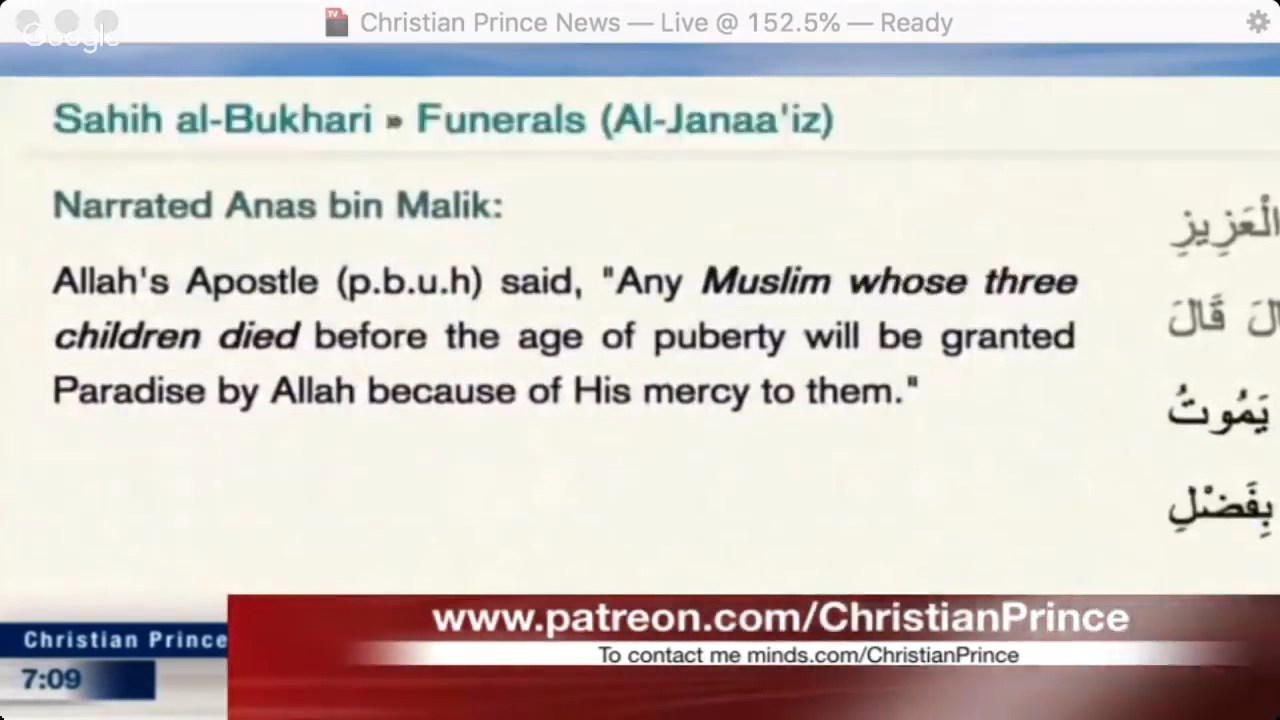 Google
Christian Prince News — Live @ 152.5% — Ready
Sahih al-Bukhari » Funerals (Al-Janaa'iz)
Narrated Anas bin Malik:
Allah's Apostle (p.b.u.h) said, "Any Muslim whose three
children died before the age of puberty will be granted
Paradise by Allah because of His mercy to them."
الْعَزِيزِ
الَ قَالَ
يَمُوتُ
بِفَضْلِ
www.patreon.com/ChristianPrince
To contact me minds.com/ChristianPrince
Christian Prince
7:09